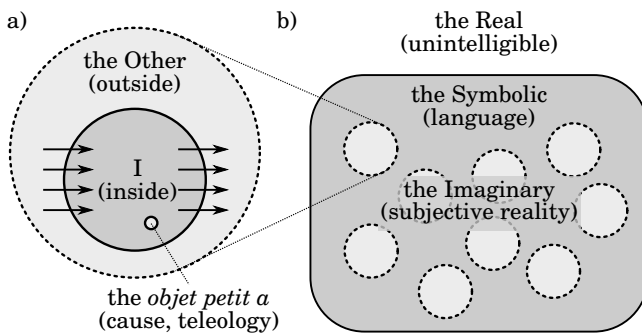 a)
the Other
(outside)
I
(inside)
the objet petit a
(cause, teleology)
b)
the Real
(unintelligible)
the Symbolic
(language)
the Imaginary
(subjective reality)